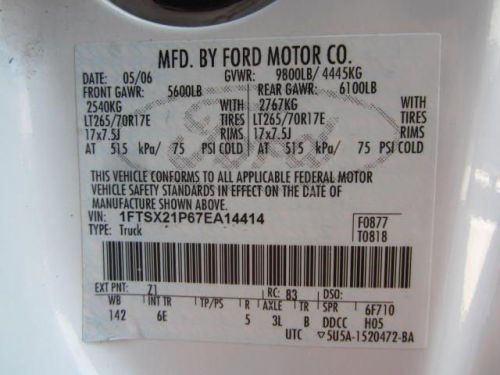 MFD. BY FORD MOTOR CO.
DATE: 05/06 GVWR: 9800LB/ 4445KG
FRONT GAWR: 5600LB REAR GAWR: 6100LB
2540KG WITH 2767KG WITH
LT265/70R17E TIRES LT265/70R17E TIRES
17x7.5J RIMS 17x7.5J RIMS
AT 515 kPa/ 75 PSI COLD AT 515 kPa/ 75 PSI COLD
THIS VEHICLE CONFORMS TO ALL APPLICABLE FEDERAL MOTOR
VEHICLE SAFETY STANDARDS IN EFFECT ON THE DATE OF
MANUFACTURE SHOWN ABOVE.
VIN: 1FTSX21P67EA14414
TYPE: Truck
F0877
T0818
EXT PNT: Z1 RC: 83 DSO:
WB INT TR TP/PS R AXLE TR SPR 6F710
142 6E 5 3L B DDCC H05
UTC ▽5U5A-1520472-BA
Ford